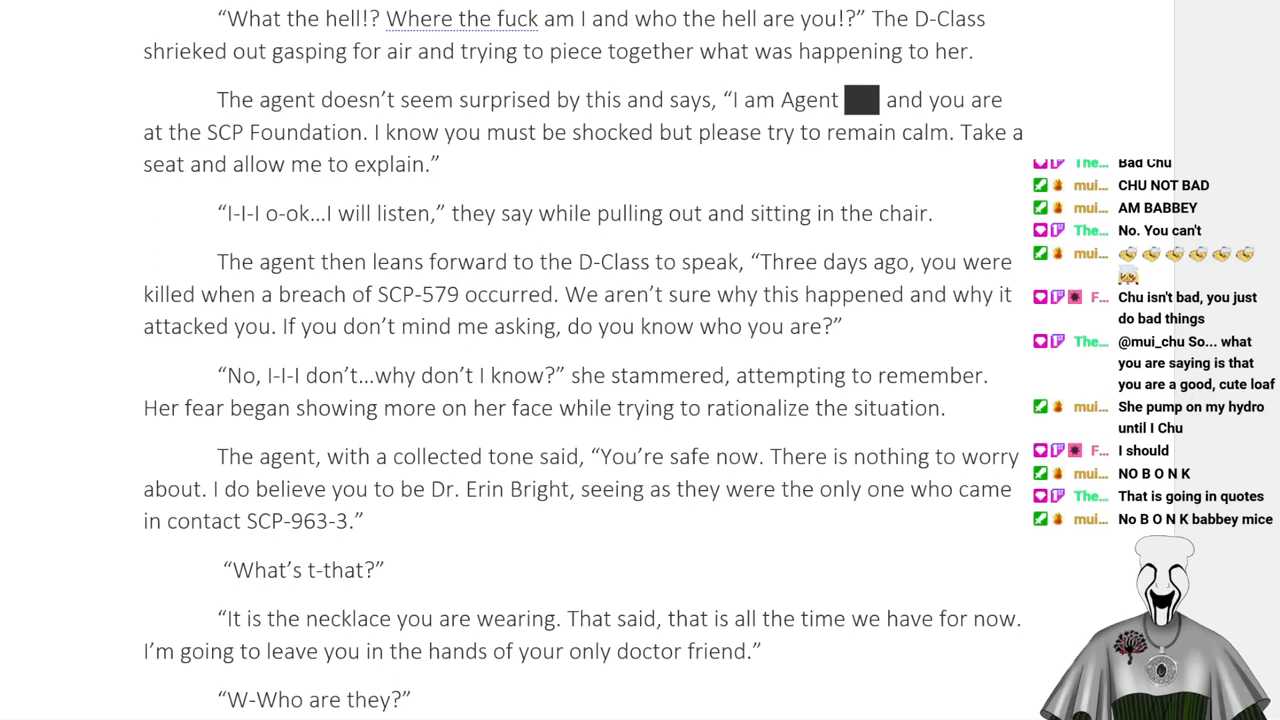 “What the hell!? Where the fuck am I and who the hell are you!?” The D-Class
shrieked out gasping for air and trying to piece together what was happening to her.
The agent doesn’t seem surprised by this and says, “I am Agent and you are
at the SCP Foundation. I know you must be shocked but please try to remain calm. Take a
seat and allow me to explain.”
“I-I-I o-ok...I will listen,” they say while pulling out and sitting in the chair.
The agent then leans forward to the D-Class to speak, “Three days ago, you were
killed when a breach of SCP-579 occurred. We aren’t sure why this happened and why it
attacked you. If you don’t mind me asking, do you know who you are?”
“No, I-I-I don’t...why don’t I know?” she stammered, attempting to remember.
Her fear began showing more on her face while trying to rationalize the situation.
The agent, with a collected tone said, “You’re safe now. There is nothing to worry
about. I do believe you to be Dr. Erin Bright, seeing as they were the only one who came
in contact SCP-963-3.”
“What’s t-that?”
“It is the necklace you are wearing. That said, that is all the time we have for now.
I’m going to leave you in the hands of your only doctor friend.”
“W-Who are they?”
The... Bad Chu
mui... CHU NOT BAD
mui... AM BABBEY
The... No. You can't
mui...
F... Chu isn't bad, you just
do bad things
The... @mui_chu So... what
you are saying is that
you are a good, cute loaf
mui... She pump on my hydro
until I Chu
F... I should
mui... NO B O N K
The... That is going in quotes
mui... No B O N K babbey mice